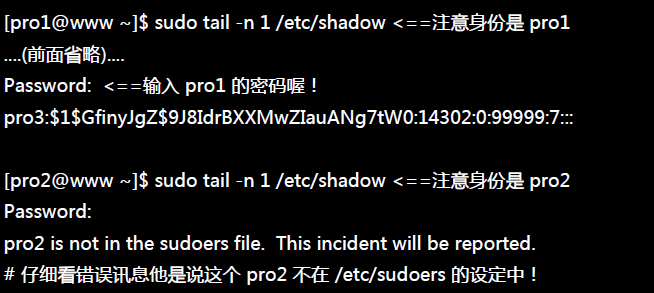 [pro1@www ~]$ sudo tail -n 1 /etc/shadow <==注意身份是 pro1
....(前面省略)....
Password:  <==输入 pro1 的密码喔！
pro3:$1$GfinyJgZ$9J8IdrBXXMwZIauANg7tW0:14302:0:99999:7:::
[pro2@www ~]$ sudo tail -n 1 /etc/shadow <==注意身份是 pro2
Password:
pro2 is not in the sudoers file.  This incident will be reported.
# 仔细看错误讯息他是说这个 pro2 不在 /etc/sudoers 的设定中！